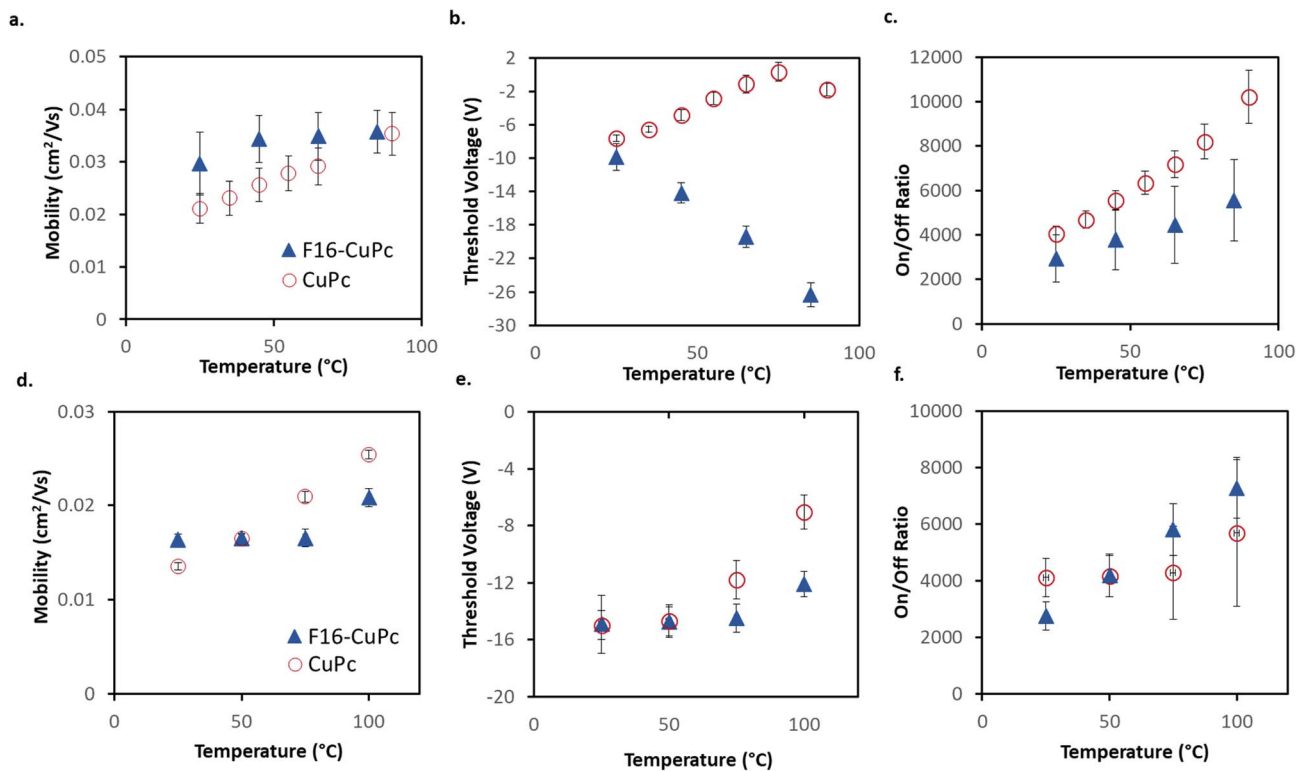 a.
0.05
0.04
0.03
0.02
0.01
0
Mobility (cm²/Vs)
F16-CuPc
CuPc
0
50
100
Temperature (°C)
b.
2
-2
-6
-10
-14
-18
-22
-26
-30
Threshold Voltage (V)
0
50
100
Temperature (°C)
c.
12000
10000
8000
6000
4000
2000
0
On/Off Ratio
0
50
100
Temperature (°C)
d.
0.03
0.02
0.01
0
Mobility (cm²/Vs)
F16-CuPc
CuPc
0
50
100
Temperature (°C)
e.
0
-4
-8
-12
-16
-20
Threshold Voltage (V)
0
50
100
Temperature (°C)
f.
10000
8000
6000
4000
2000
0
On/Off Ratio
0
50
100
Temperature (°C)